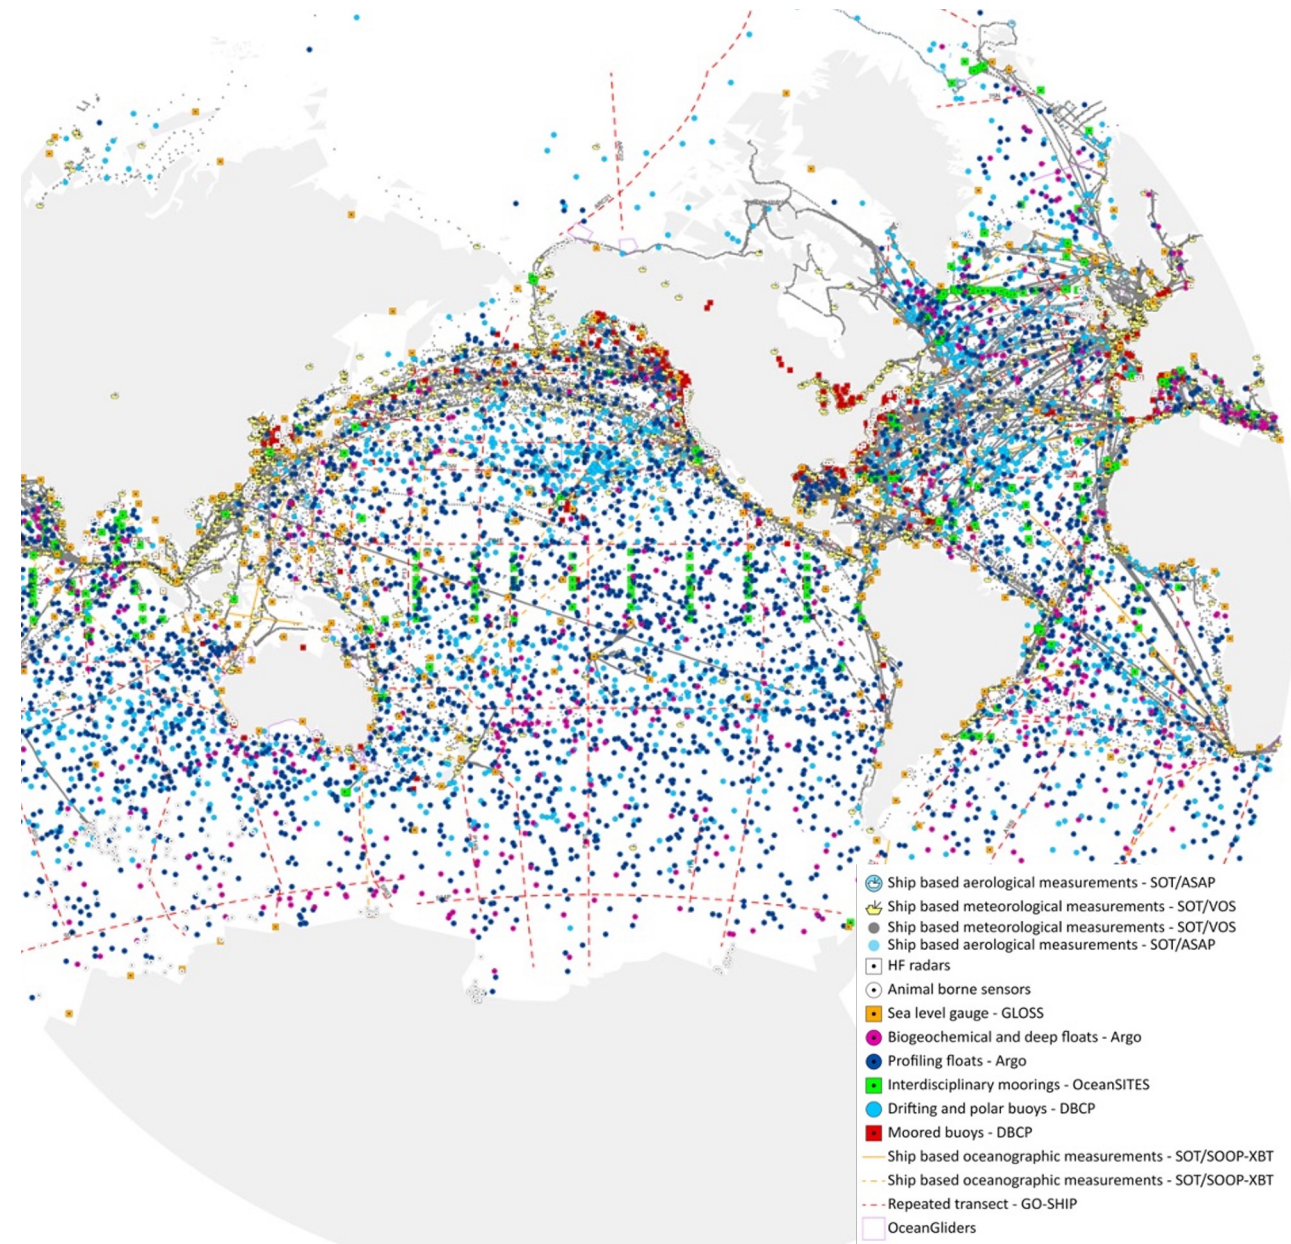 Ship based aerological measurements - SOT/ASAP
Ship based meteorological measurements - SOT/VOS
Ship based meteorological measurements - SOT/VOS
Ship based aerological measurements - SOT/ASAP
HF radars
Animal borne sensors
Sea level gauge - GLOSS
Biogeochemical and deep floats - Argo
Profiling floats - Argo
Interdisciplinary moorings - OceanSITES
Drifting and polar buoys - DBCP
Moored buoys - DBCP
Ship based oceanographic measurements - SOT/SOOP-XBT
Ship based oceanographic measurements - SOT/SOOP-XBT
Repeated transect - GO-SHIP
OceanGliders